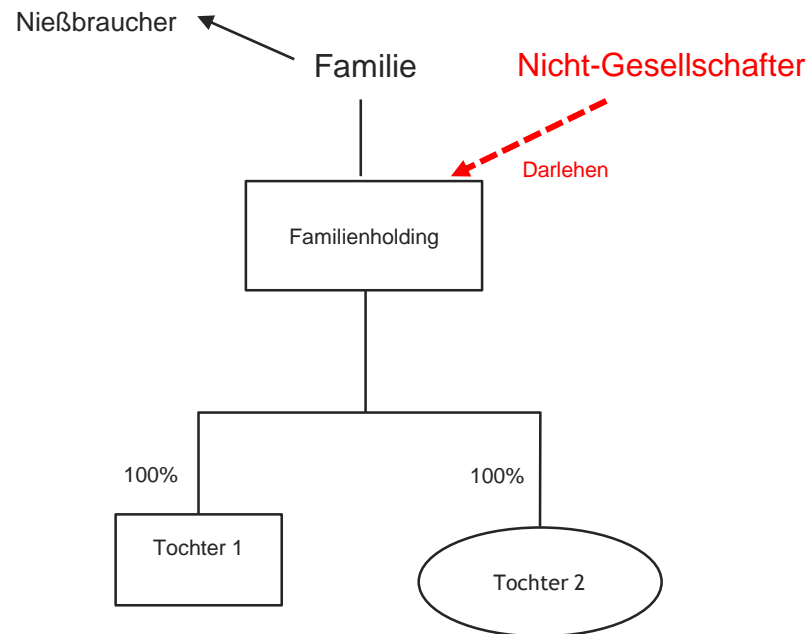 Nießbraucher
Familie
Nicht-Gesellschafter
Darlehen
Familienholding
100%
100%
Tochter 1
Tochter 2